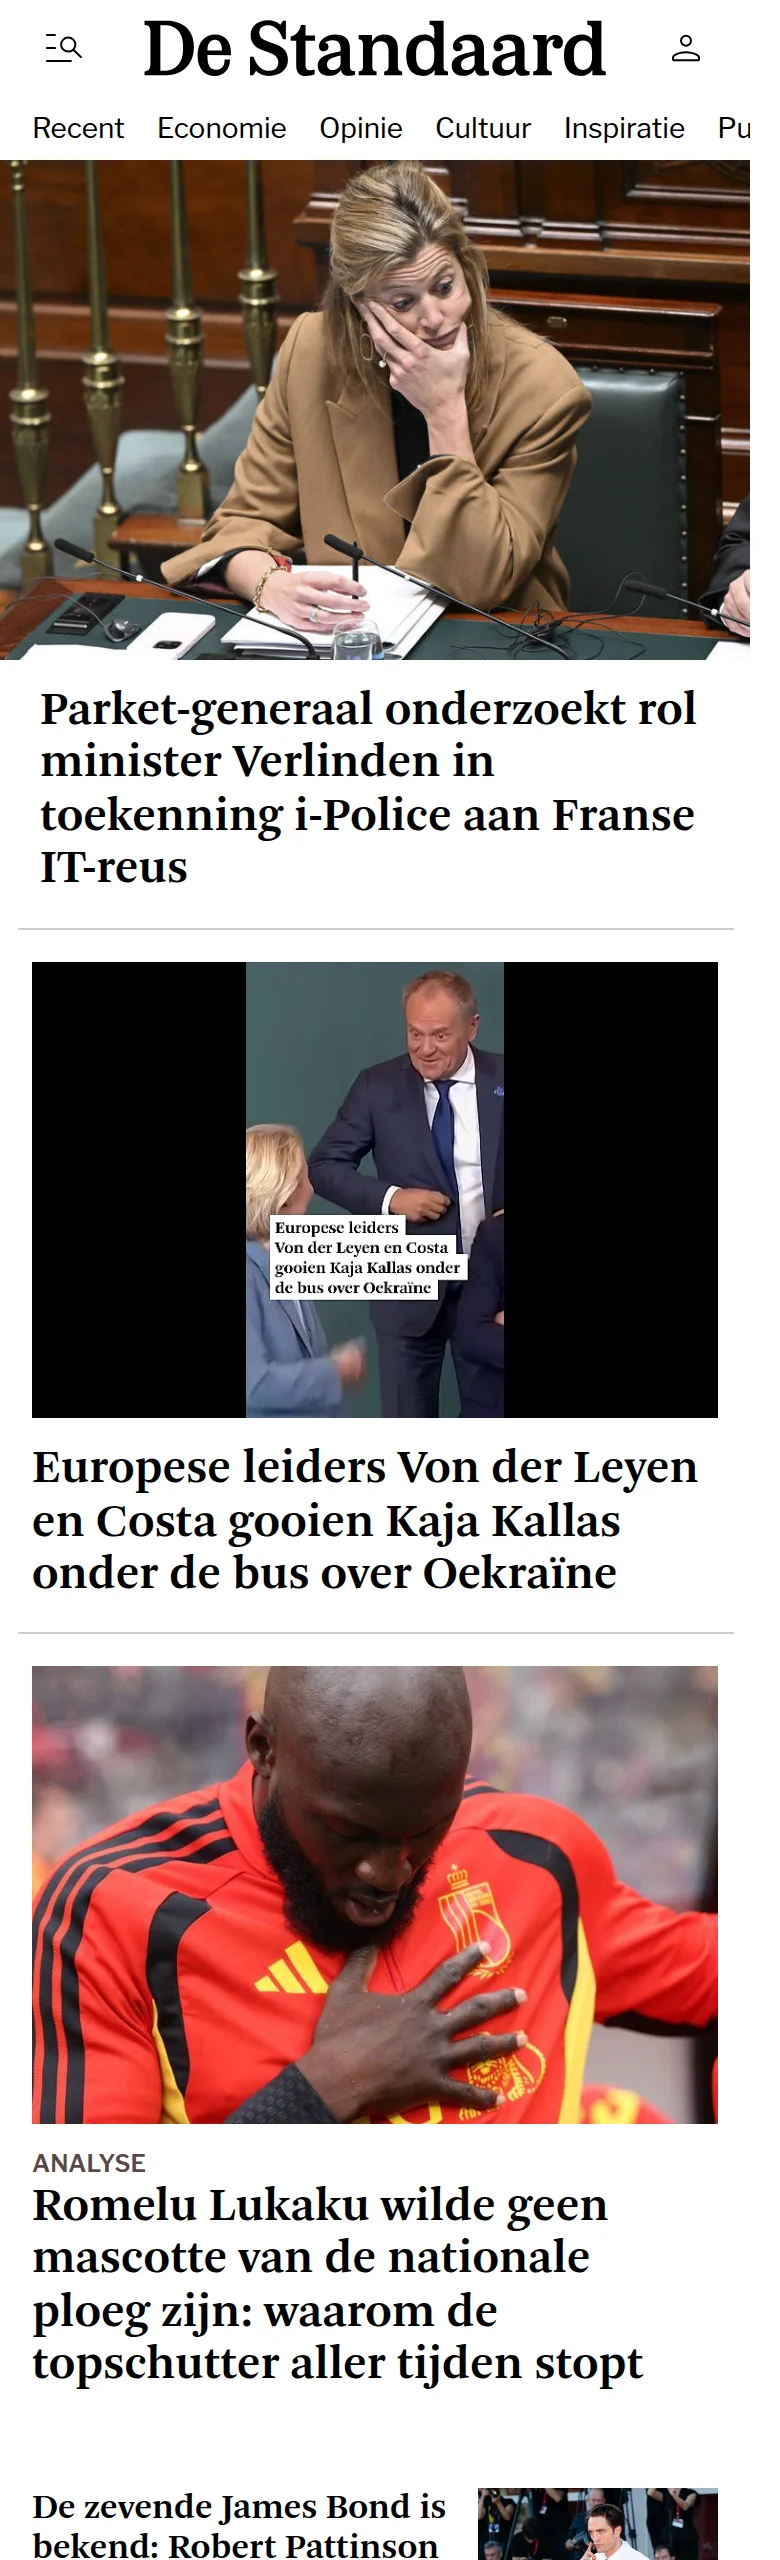 De Standaard
Recent Economie Opinie Cultuur Inspiratie Pu
Parket-generaal onderzoekt rol
minister Verlinden in
toekenning i-Police aan Franse
IT-reus
Europese leiders
Von der Leyen en Costa
gooien Kaja Kallas onder
de bus over Oekraïne
Europese leiders Von der Leyen
en Costa gooien Kaja Kallas
onder de bus over Oekraïne
ANALYSE
Romelu Lukaku wilde geen
mascotte van de nationale
ploeg zijn: waarom de
topschutter aller tijden stopt
De zevende James Bond is
bekend: Robert Pattinson